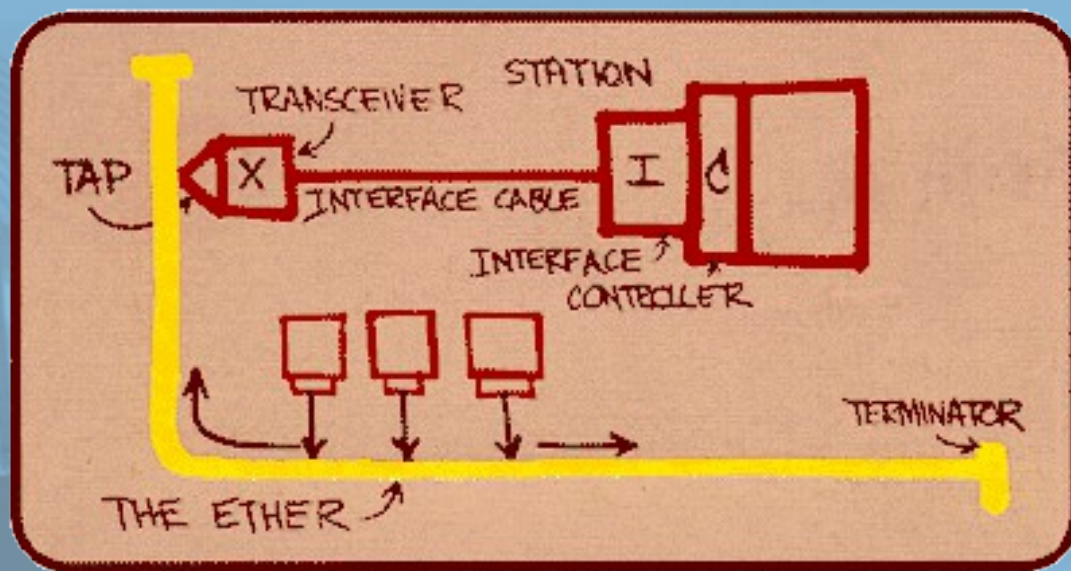 STATION
TRANSCEIVER
TAP
X
I
C
INTERFACE CABLE
INTERFACE
CONTROLLER
TERMINATOR
THE ETHER